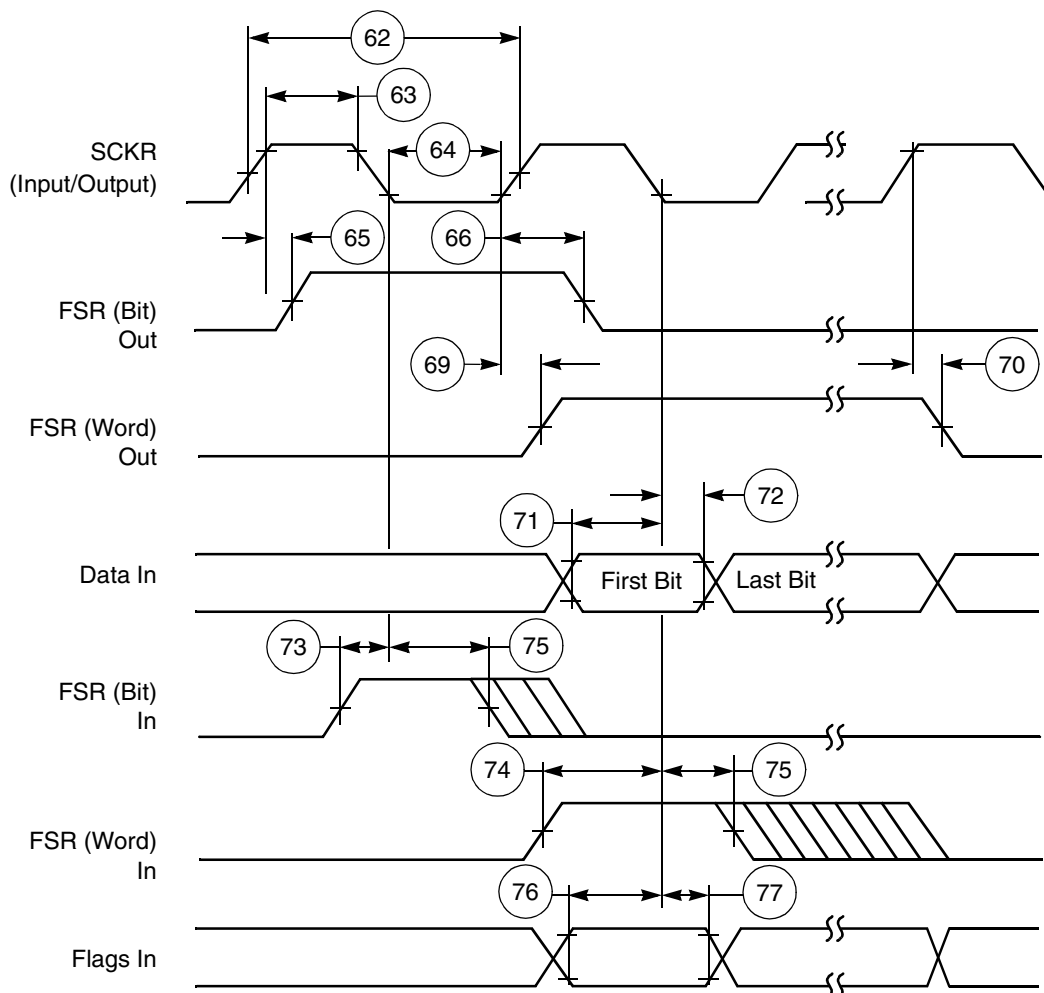 62
63
SCKR
(Input/Output)
64
65
66
FSR (Bit)
Out
69
70
FSR (Word)
Out
71
72
Data In
First Bit
Last Bit
73
75
FSR (Bit)
In
74
75
FSR (Word)
In
76
77
Flags In